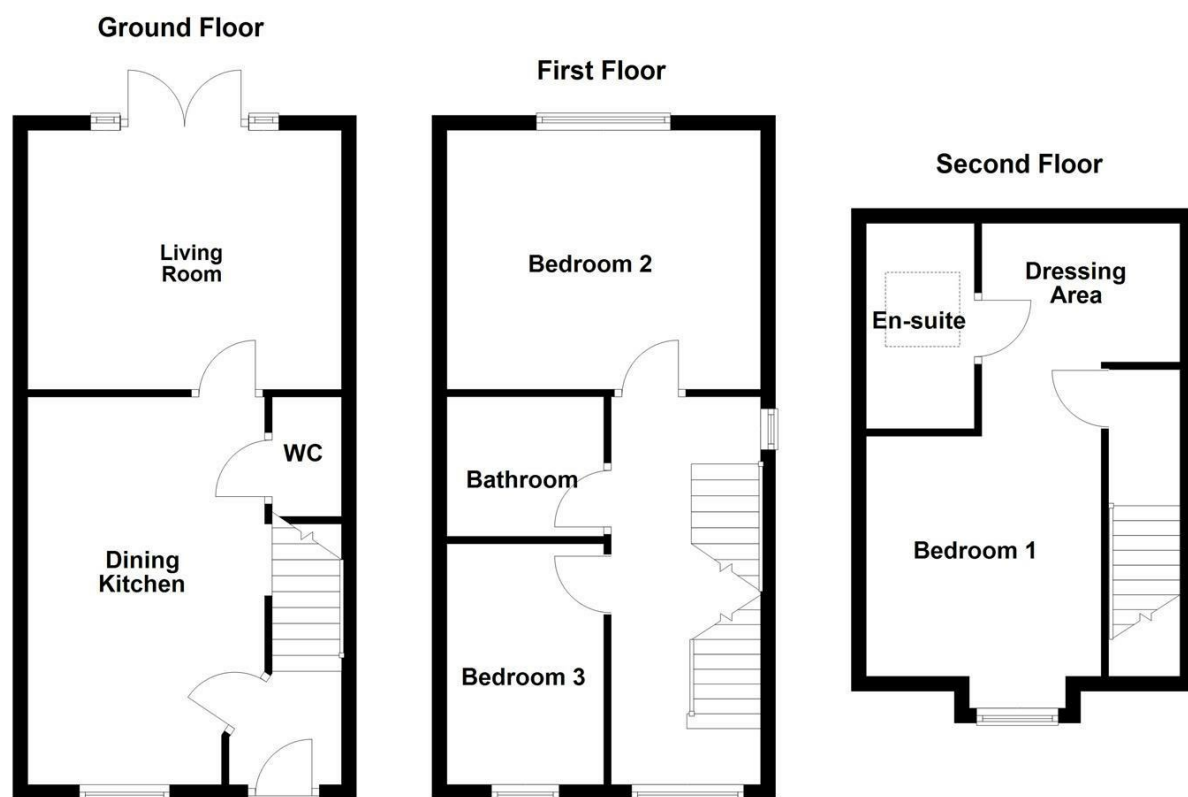 Ground Floor
Living
Room
WC
Dining
Kitchen
First Floor
Bedroom 2
Bathroom
Bedroom 3
Second Floor
Dressing
Area
En-suite
Bedroom 1